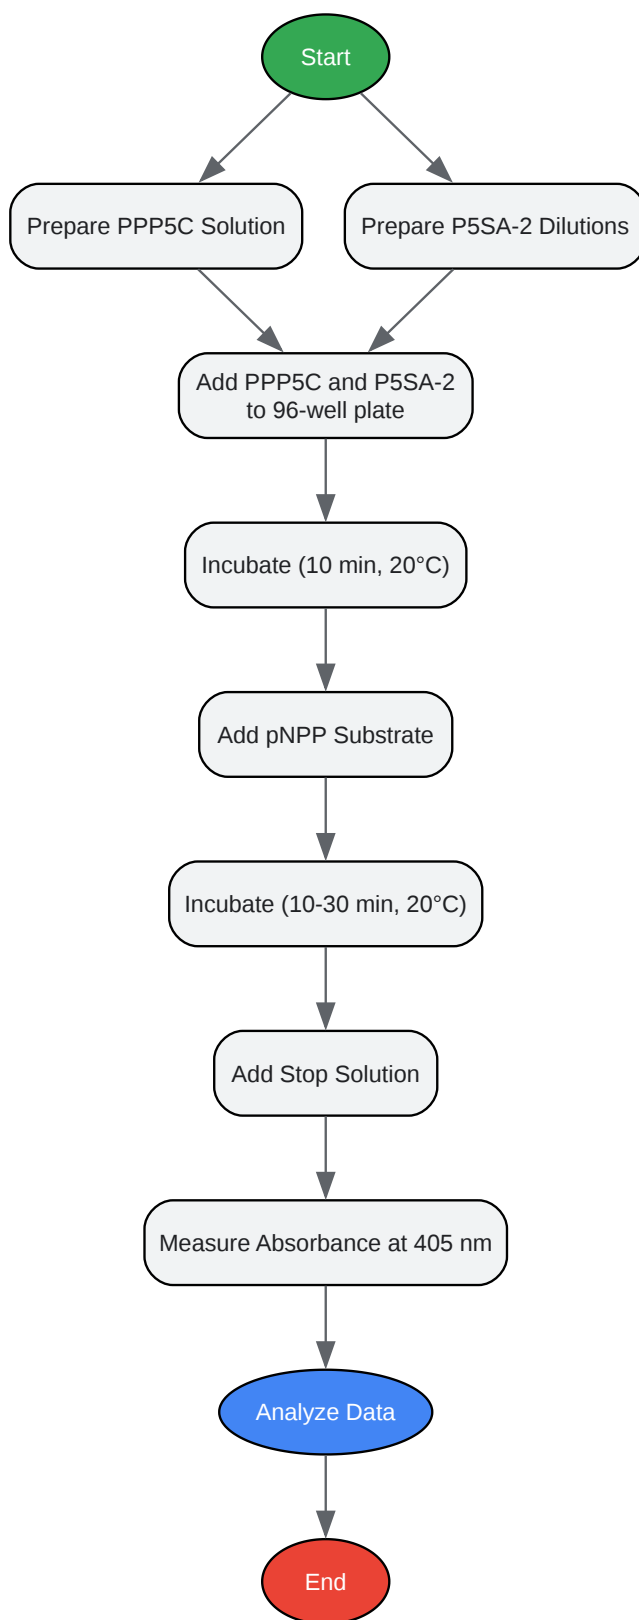 Start
Prepare PPP5C Solution
Prepare P5SA-2 Dilutions
Add PPP5C and P5SA-2
to 96-well plate
Incubate (10 min, 20°C)
Add pNPP Substrate
Incubate (10-30 min, 20°C)
Add Stop Solution
Measure Absorbance at 405 nm
Analyze Data
End